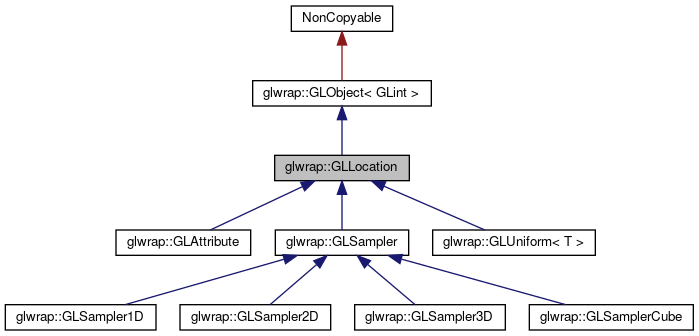 NonCopyable
glwrap::GLObject< GLint >
glwrap::GLLocation
glwrap::GLAttribute
glwrap::GLSampler
glwrap::GLUniform< T >
glwrap::GLSampler1D
glwrap::GLSampler2D
glwrap::GLSampler3D
glwrap::GLSamplerCube